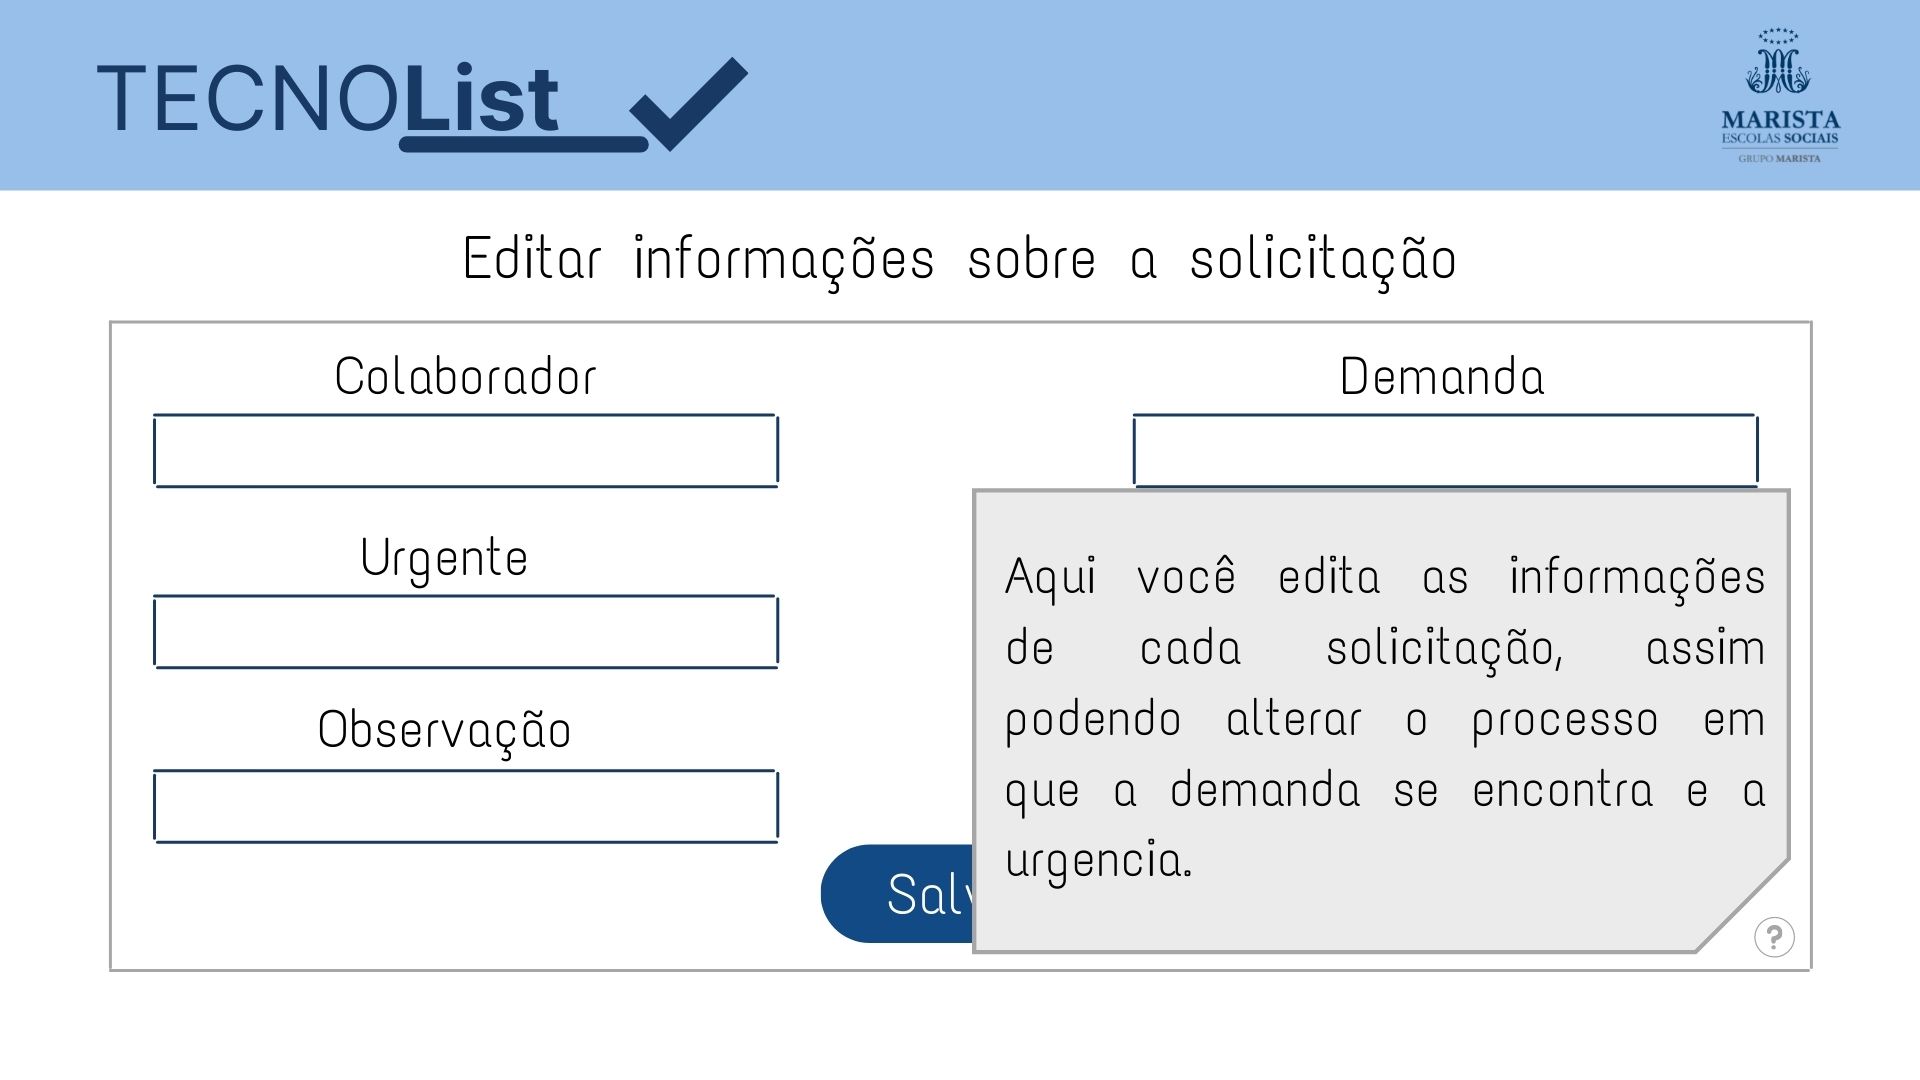 TECNOList
MARISTA
ESCOLAS SOCIAIS
GRUPO MARISTA
Editar informações sobre a solicitação
Colaborador
Demanda
Urgente
Observação
Aqui você edita as informações
de cada solicitação, assim
podendo alterar o processo em
que a demanda se encontra e a
urgencia.
?